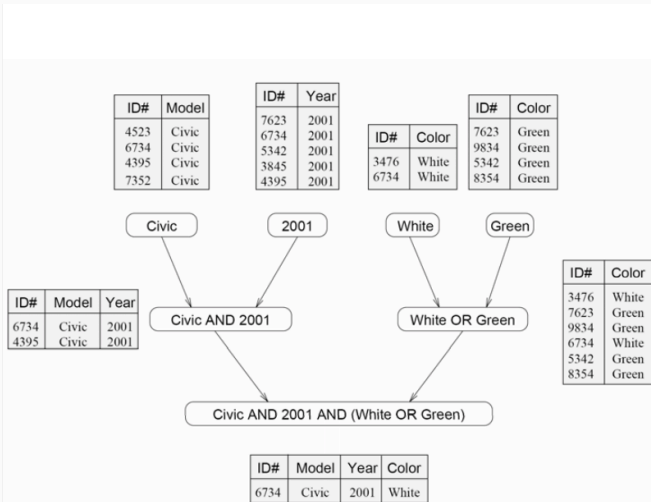 ID# Model
4523 Civic
6734 Civic
4395 Civic
7352 Civic
ID# Year
7623 2001
6734 2001
5342 2001
3845 2001
4395 2001
ID# Color
3476 White
6734 White
ID# Color
7623 Green
9834 Green
5342 Green
8354 Green
Civic
2001
White
Green
ID# Model Year
6734 Civic 2001
4395 Civic 2001
Civic AND 2001
White OR Green
ID# Color
3476 White
7623 Green
9834 Green
6734 White
5342 Green
8354 Green
Civic AND 2001 AND (White OR Green)
ID# Model Year Color
6734 Civic 2001 White